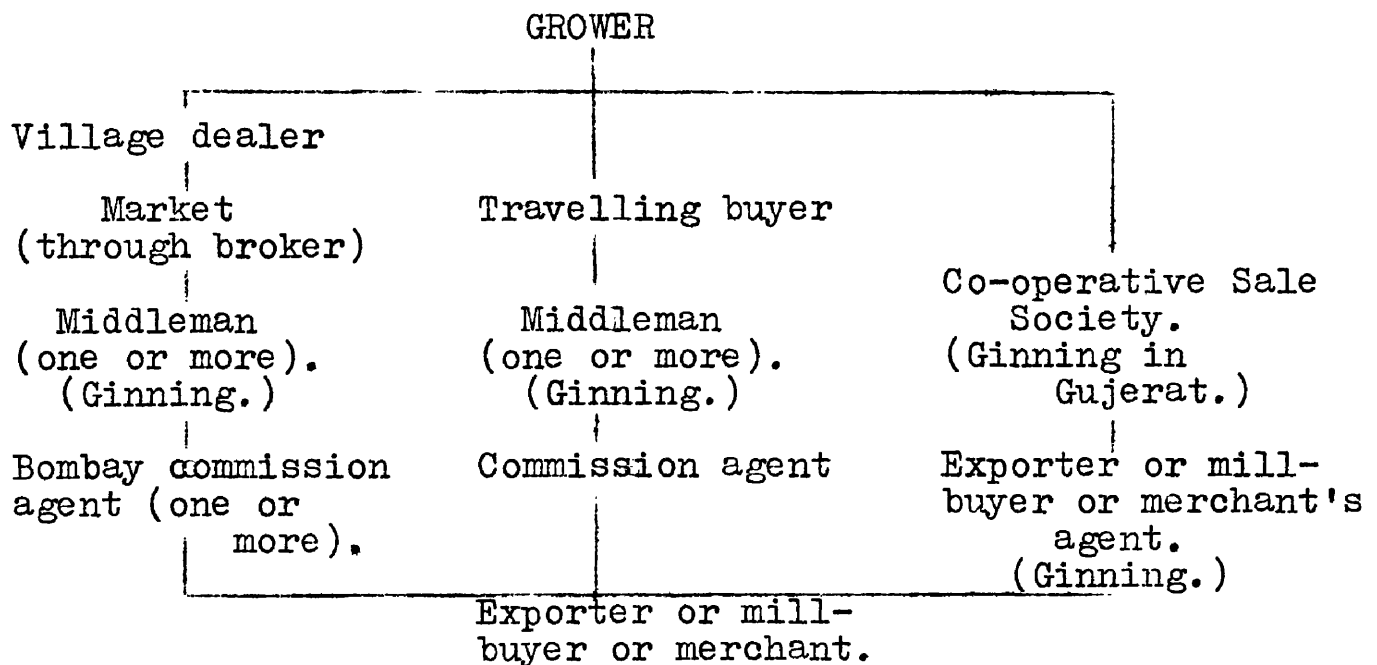 GROWER
Village dealer
Market
(through broker)
Middleman
(one or more).
(Ginning.)
Bombay commission
agent (one or
more).
Travelling buyer
Middleman
(one or more).
(Ginning.)
Commission agent
Co-operative Sale
Society.
(Ginning in
Gujerat.)
Exporter or mill-
buyer or merchant's
agent.
(Ginning.)
Exporter or mill-
buyer or merchant.